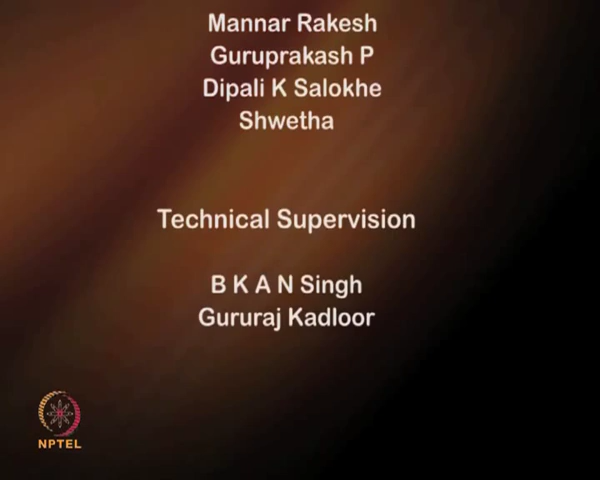 Mannar Rakesh
Guruprakash P
Dipali K Salokhe
Shwetha
Technical Supervision
B K A N Singh
Gururaj Kadloor
NPTEL